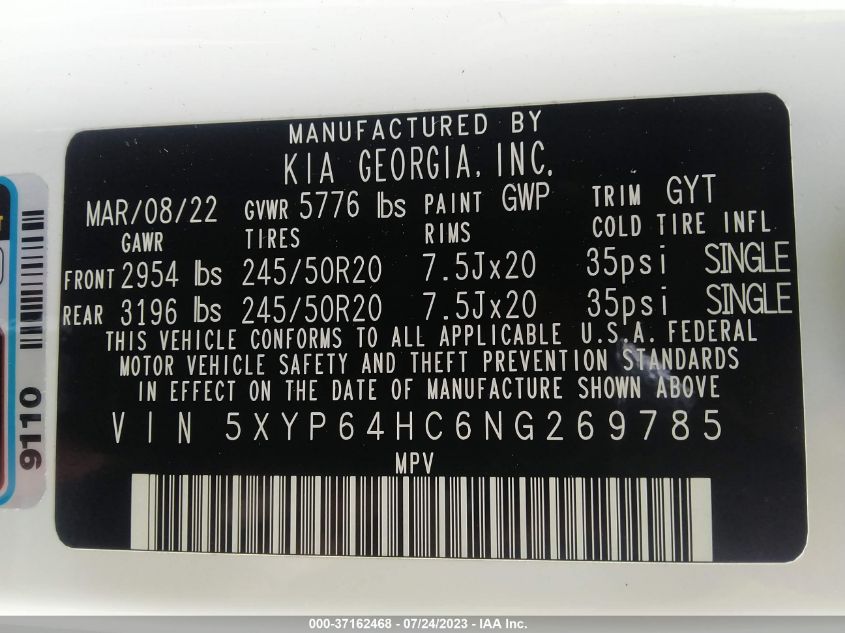 MANUFACTURED BY
KIA GEORGIA, INC.
MAR/08/22 GVWR 5776 lbs PAINT GWP TRIM GYT
GAWR TIRES RIMS COLD TIRE INFL
FRONT 2954 lbs 245/50R20 7.5Jx20 35psi SINGLE
REAR 3196 lbs 245/50R20 7.5Jx20 35psi SINGLE
THIS VEHICLE CONFORMS TO ALL APPLICABLE U.S.A. FEDERAL
MOTOR VEHICLE SAFETY AND THEFT PREVENTION STANDARDS
IN EFFECT ON THE DATE OF MANUFACTURE SHOWN ABOVE
VIN 5XYP64HC6NG269785
MPV
9110
000-37162468 - 07/24/2023 - IAA Inc.